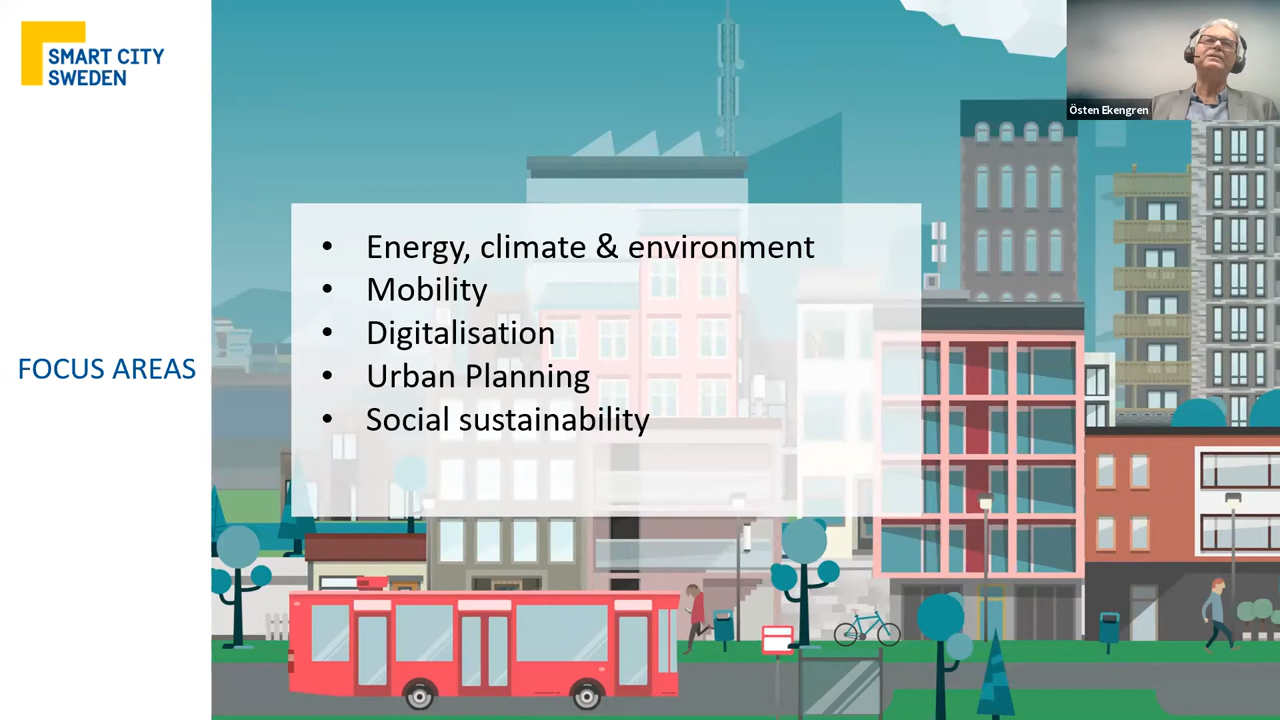 SMART CITY
SWEDEN
Östen Ekengren
FOCUS AREAS
• Energy, climate & environment
• Mobility
• Digitalisation
• Urban Planning
• Social sustainability